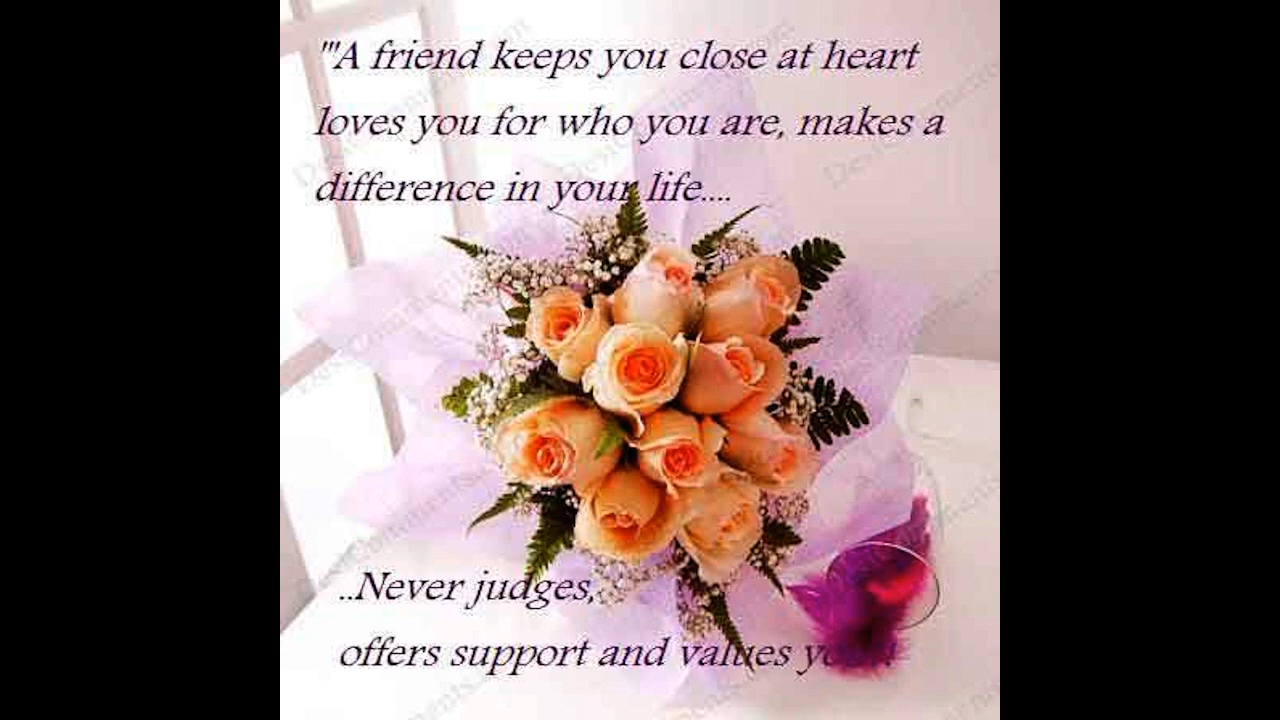 "'A friend keeps you close at heart
loves you for who you are, makes a
difference in your life....
..Never judges,
offers support and values